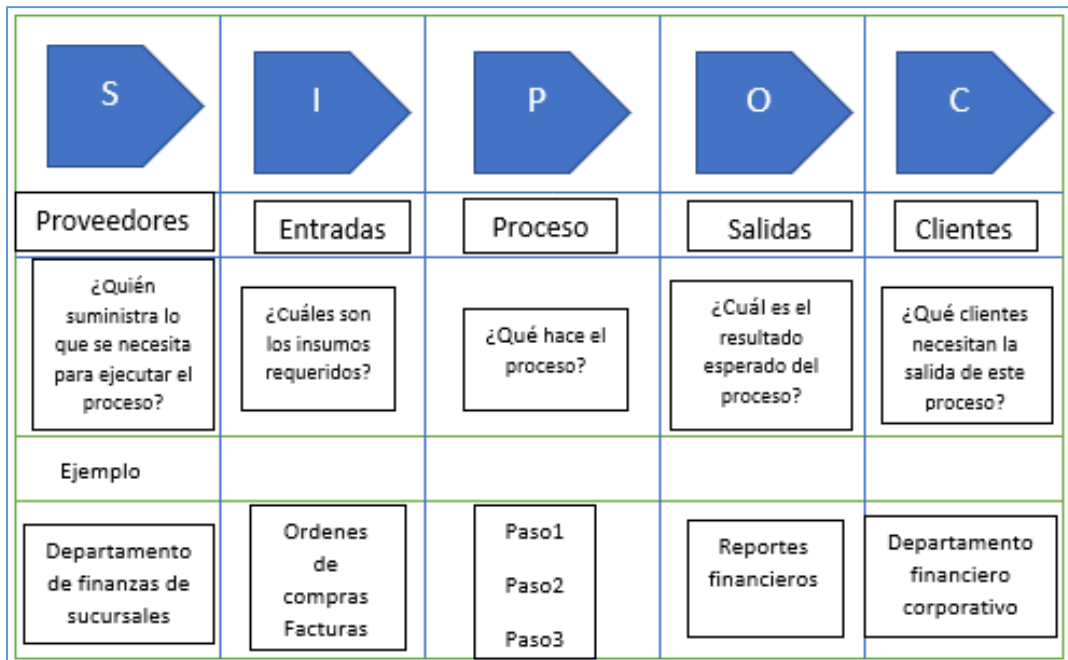 S
I
P
O
C
Proveedores
Entradas
Proceso
Salidas
Clientes
¿Quién
suministra lo
que se necesita
para ejecutar el
proceso?
¿Cuáles son
los insumos
requeridos?
¿Qué hace el
proceso?
¿Cuál es el
resultado
esperado del
proceso?
¿Qué clientes
necesitan la
salida de este
proceso?
Ejemplo
Departamento
de finanzas de
sucursales
Ordenes
de
compras
Facturas
Paso1
Paso2
Paso3
Reportes
financieros
Departamento
financiero
corporativo